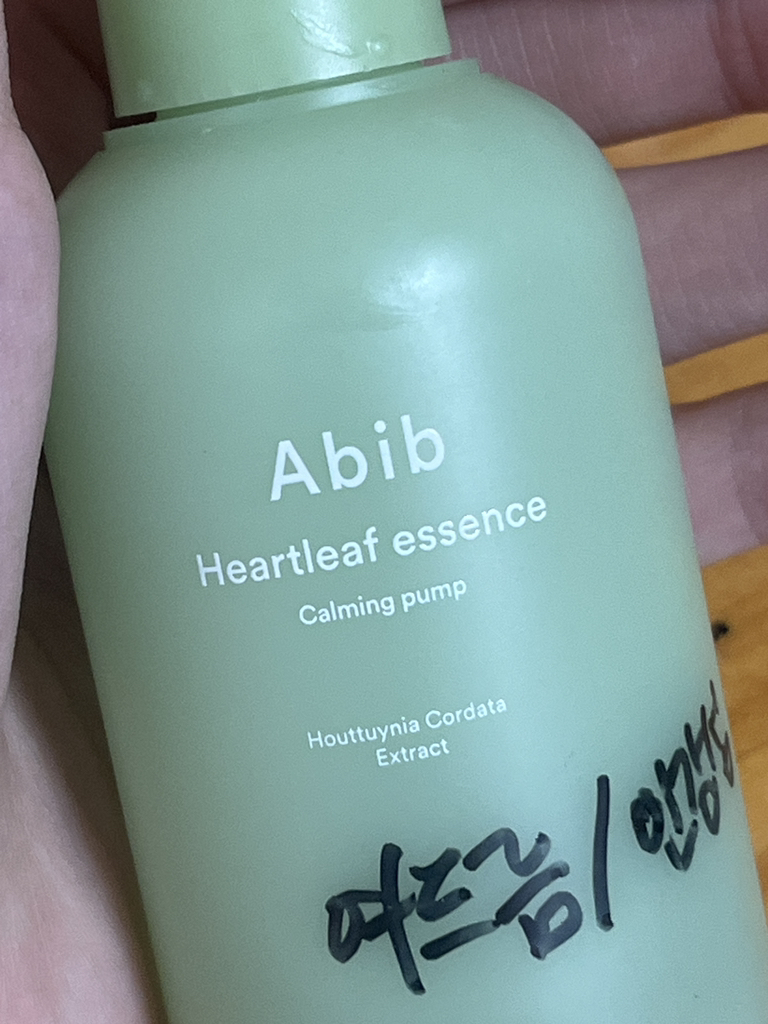 Abib
Heartleaf essence
Calming pump
Houttuynia Cordata
Extract
여드름 /